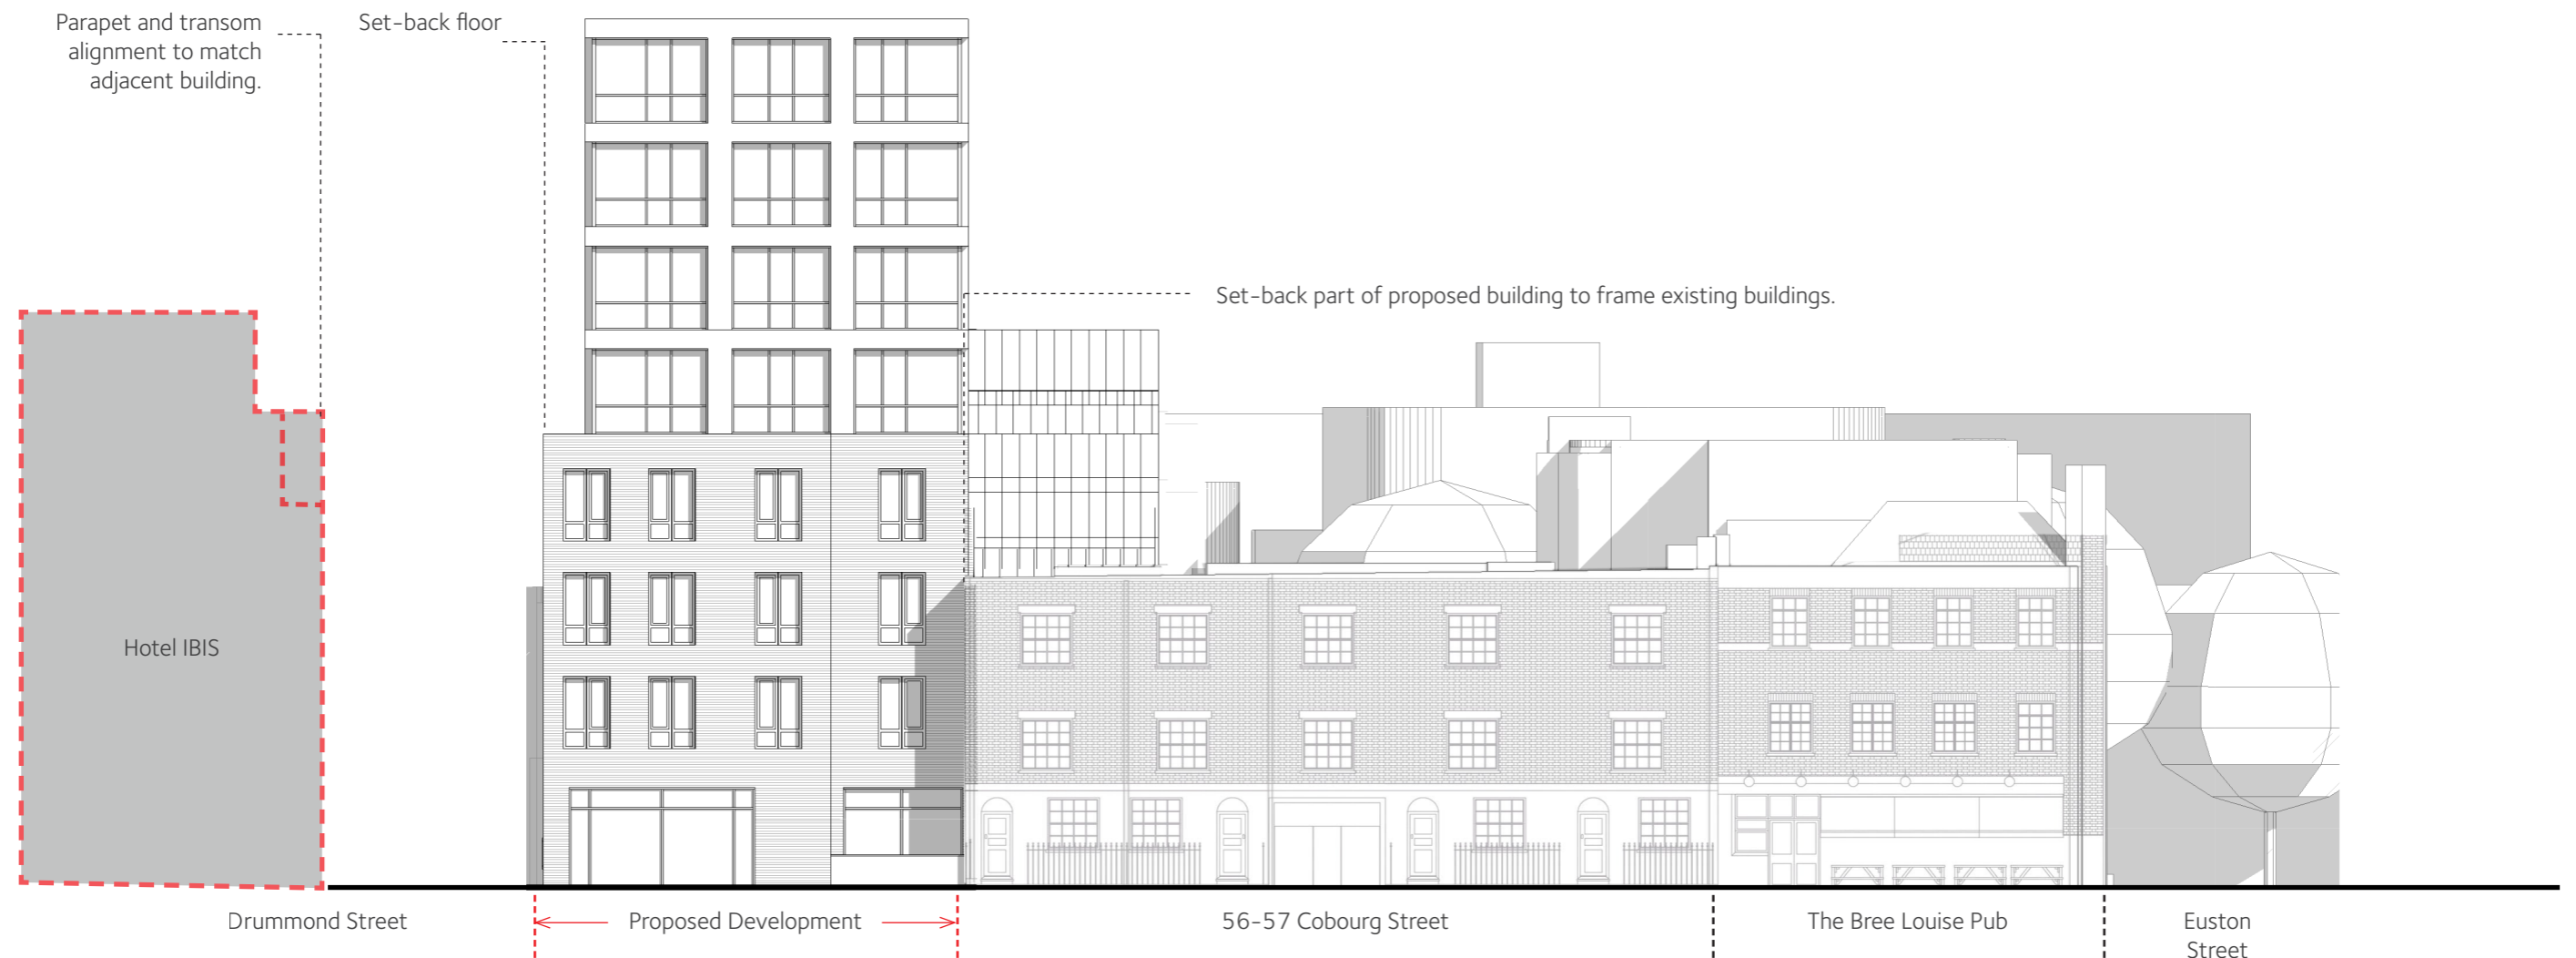 Parapet and transom
alignment to match
adjacent building.
Set-back floor
Set-back part of proposed building to frame existing buildings.
Hotel IBIS
Drummond Street
Proposed Development
56-57 Cobourg Street
The Bree Louise Pub
Euston
Street